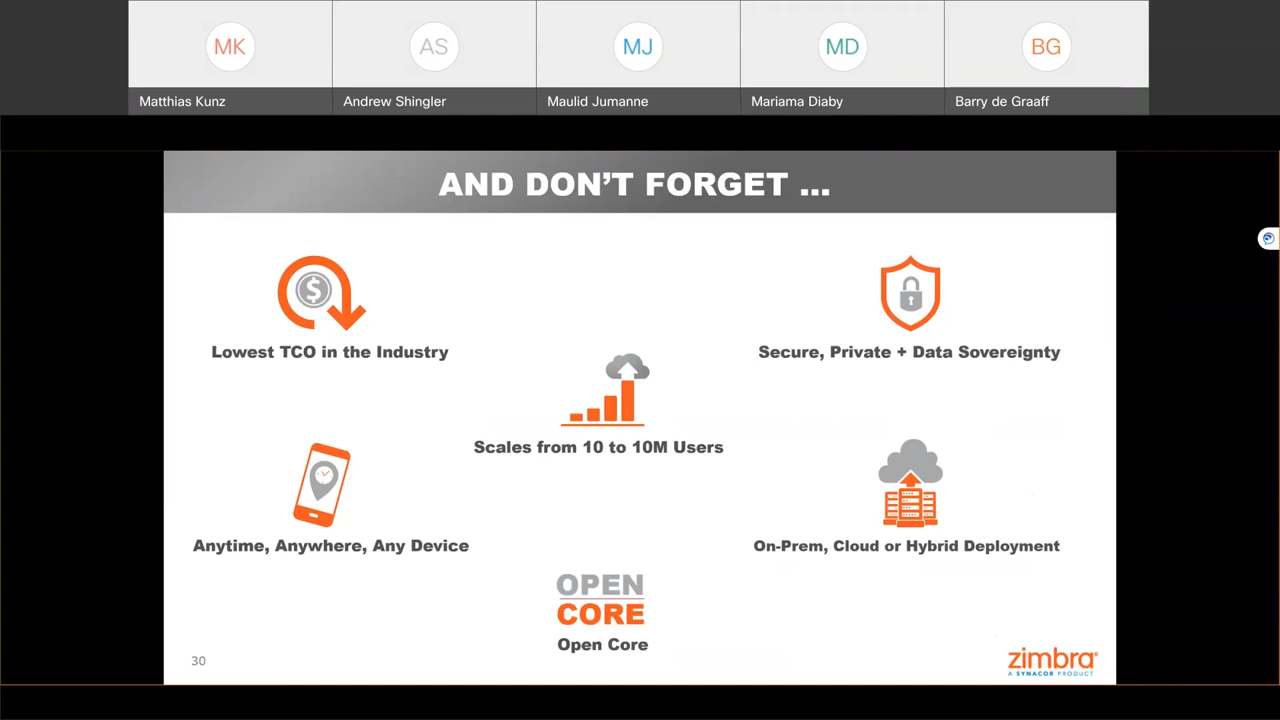 MK
AS
MJ
MD
BG
Matthias Kunz
Andrew Shingler
Maulid Jumanne
Mariama Diaby
Barry de Graaff
AND DON’T FORGET ...
$
Lowest TCO in the Industry
Secure, Private + Data Sovereignty
Scales from 10 to 10M Users
Anytime, Anywhere, Any Device
On-Prem, Cloud or Hybrid Deployment
OPEN
CORE
Open Core
30
zimbra®
A SYNACOR PRODUCT